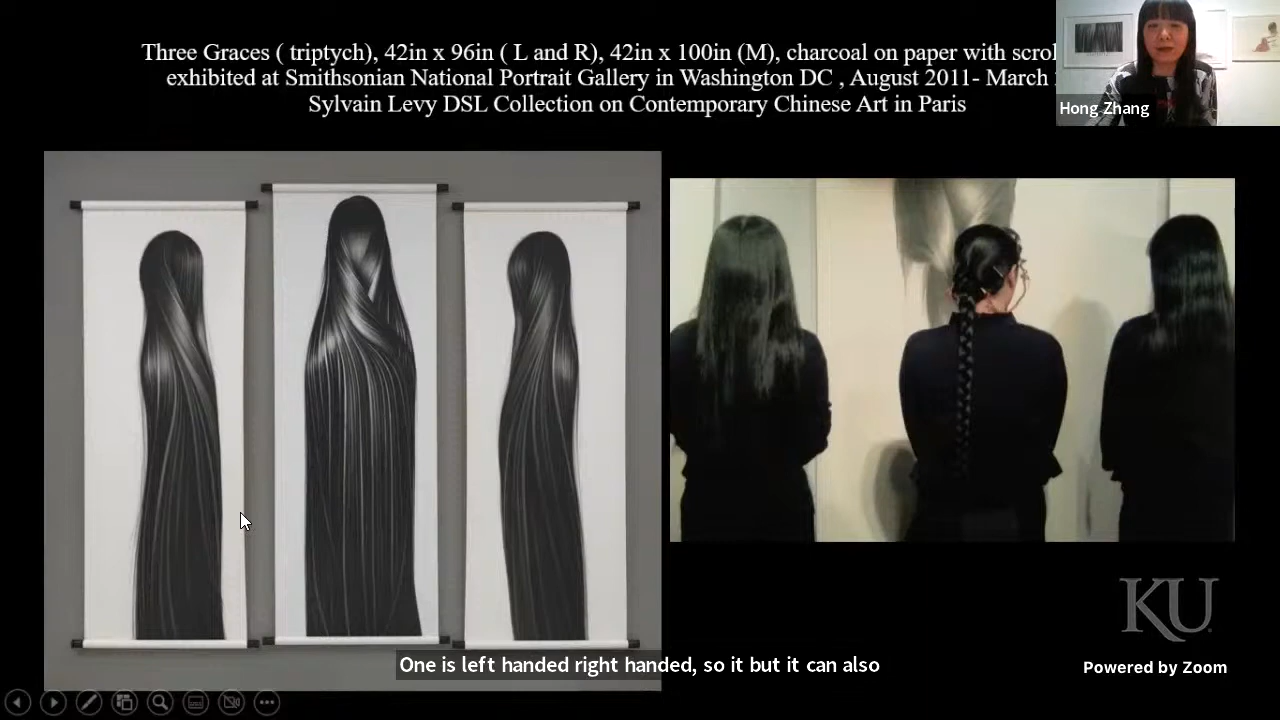 Three Graces ( triptych), 42in x 96in ( L and R), 42in x 100in (M), charcoal on paper with scrol
exhibited at Smithsonian National Portrait Gallery in Washington DC , August 2011- March
Sylvain Levy DSL Collection on Contemporary Chinese Art in Paris
Hong Zhang
KU
One is left handed right handed, so it but it can also
Powered by Zoom